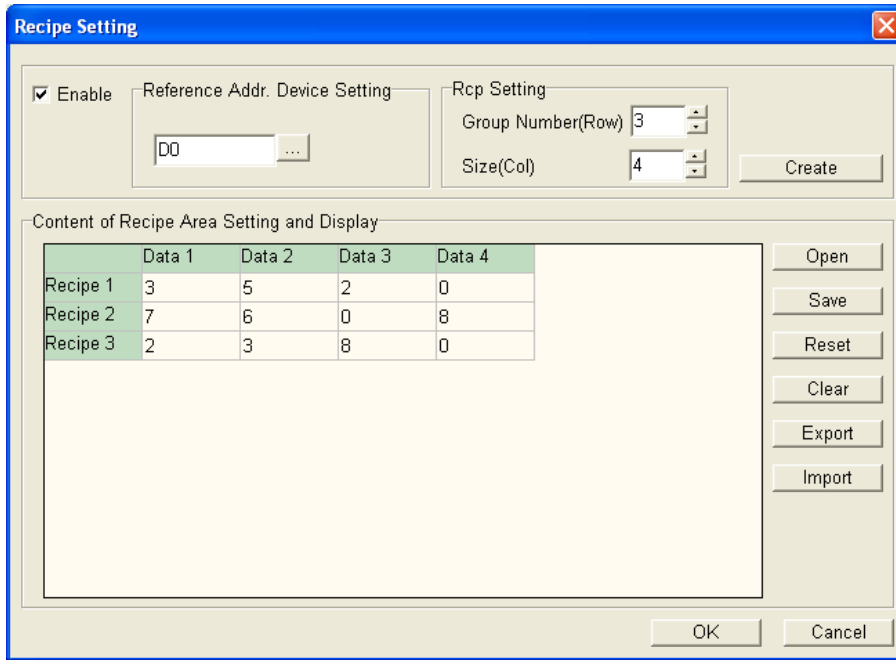 Recipe Setting
Enable
Reference Addr. Device Setting
D0
...
Rcp Setting
Group Number(Row) 3
Size(Col) 4
Create
Content of Recipe Area Setting and Display
Data 1 Data 2 Data 3 Data 4
Recipe 1 3 5 2 0
Recipe 2 7 6 0 8
Recipe 3 2 3 8 0
Open
Save
Reset
Clear
Export
Import
OK Cancel